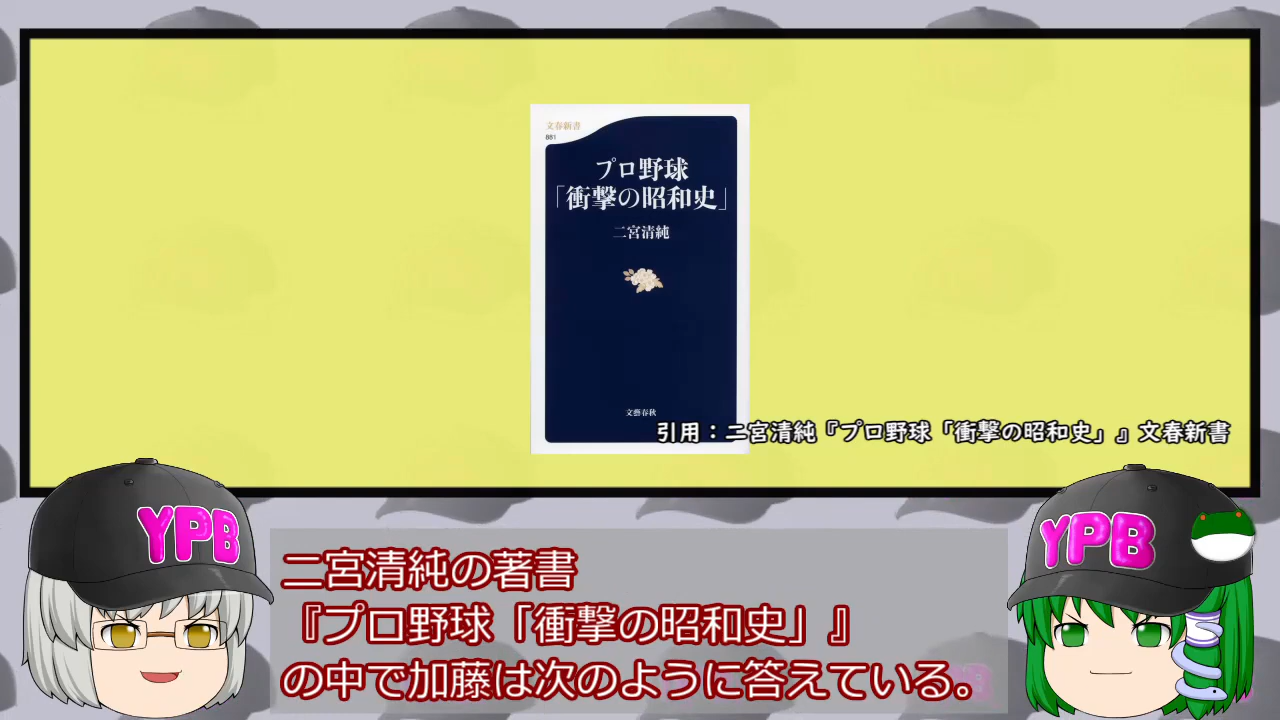 文春新書
881
プロ野球
「衝撃の昭和史」
二宮清純
文藝春秋
引用：二宮清純『プロ野球「衝撃の昭和史」』文春新書
YPB
YPB
二宮清純の著書
『プロ野球「衝撃の昭和史」』
の中で加藤は次のように答えている。